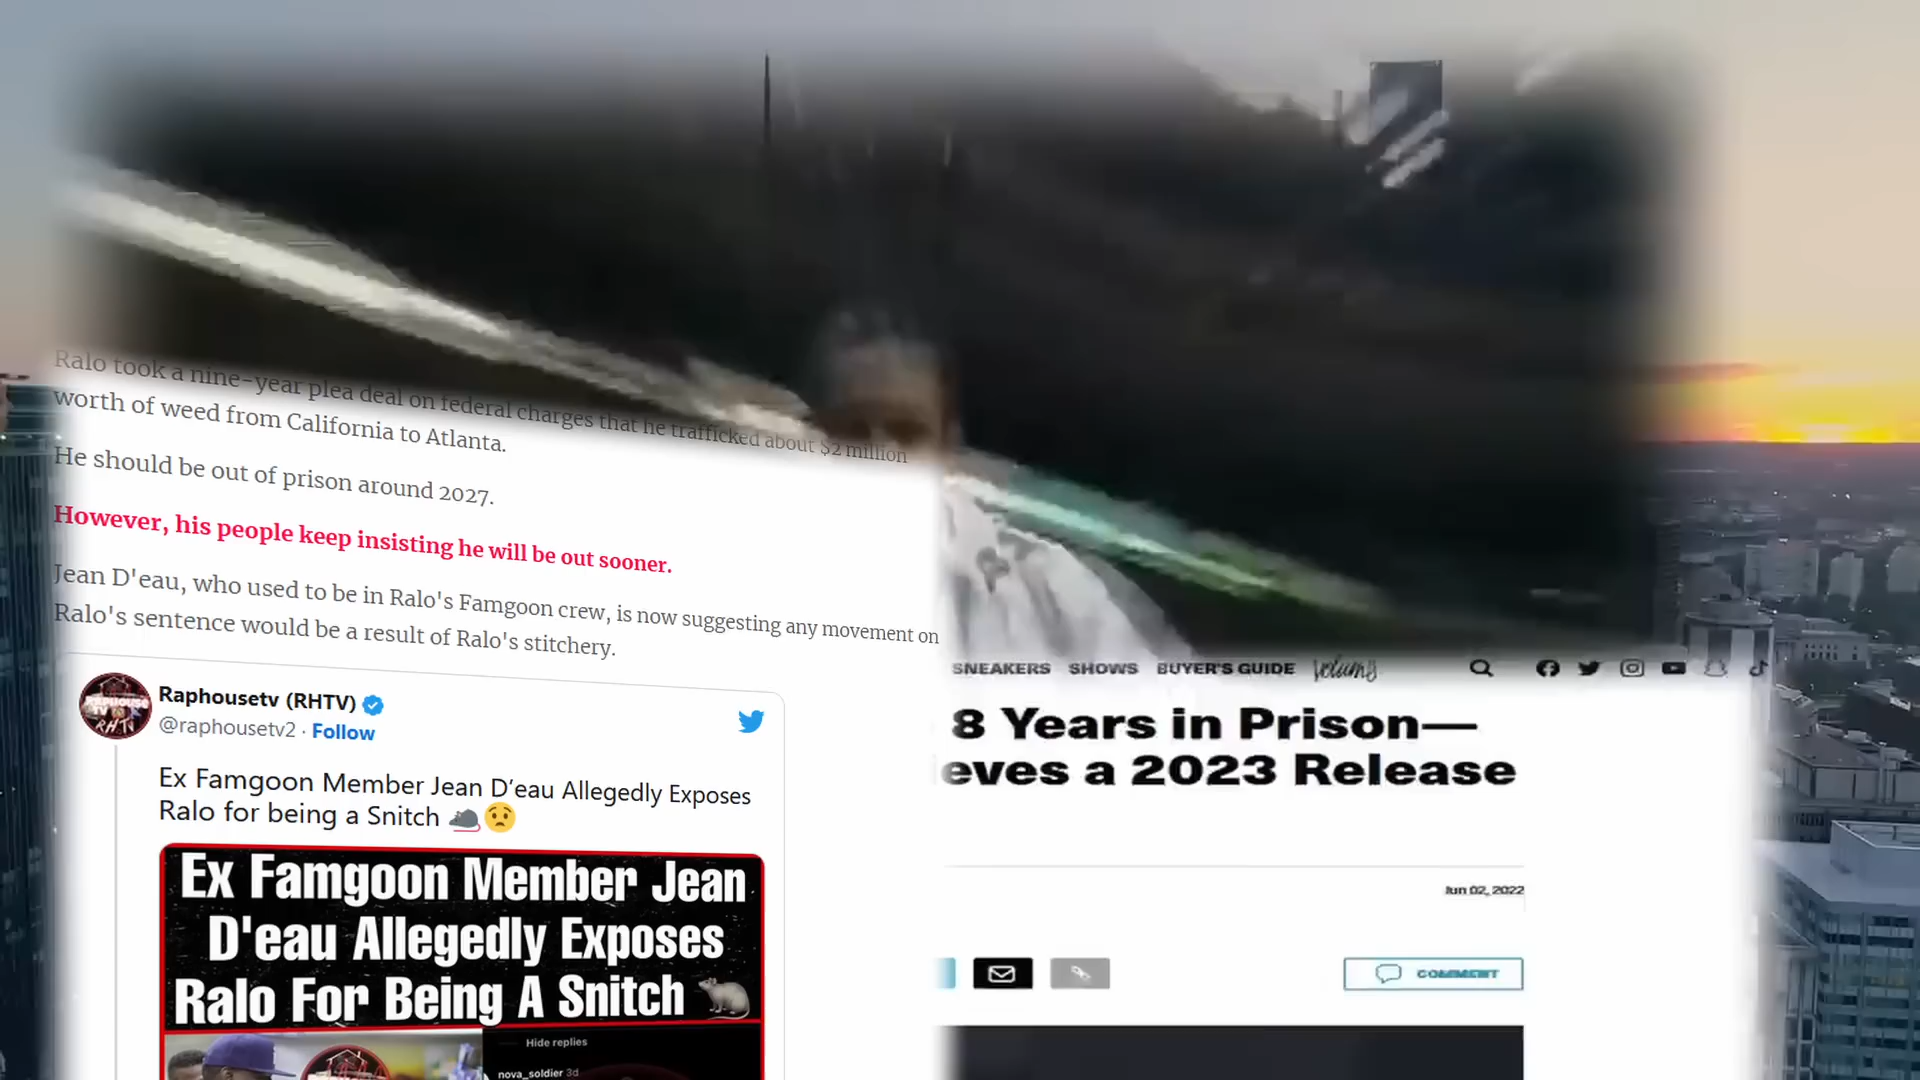 Ralo took a nine-year plea deal on federal charges that he trafficked about $2 million
worth of weed from California to Atlanta.
He should be out of prison around 2027.
However, his people keep insisting he will be out sooner.
Jean D'eau, who used to be in Ralo's Famgoon crew, is now suggesting any movement on
Ralo's sentence would be a result of Ralo's stitchery.
Raphousetv (RHTV)
@raphousetv2 · Follow
Ex Famgoon Member Jean D’eau Allegedly Exposes
Ralo for being a Snitch
Ex Famgoon Member Jean
D'eau Allegedly Exposes
Ralo For Being A Snitch
Hide replies
nova_soldier 3d
SNEAKERS SHOWS BUYER'S GUIDE
8 Years in Prison—
eves a 2023 Release
Jun 02, 2022
COMMENT